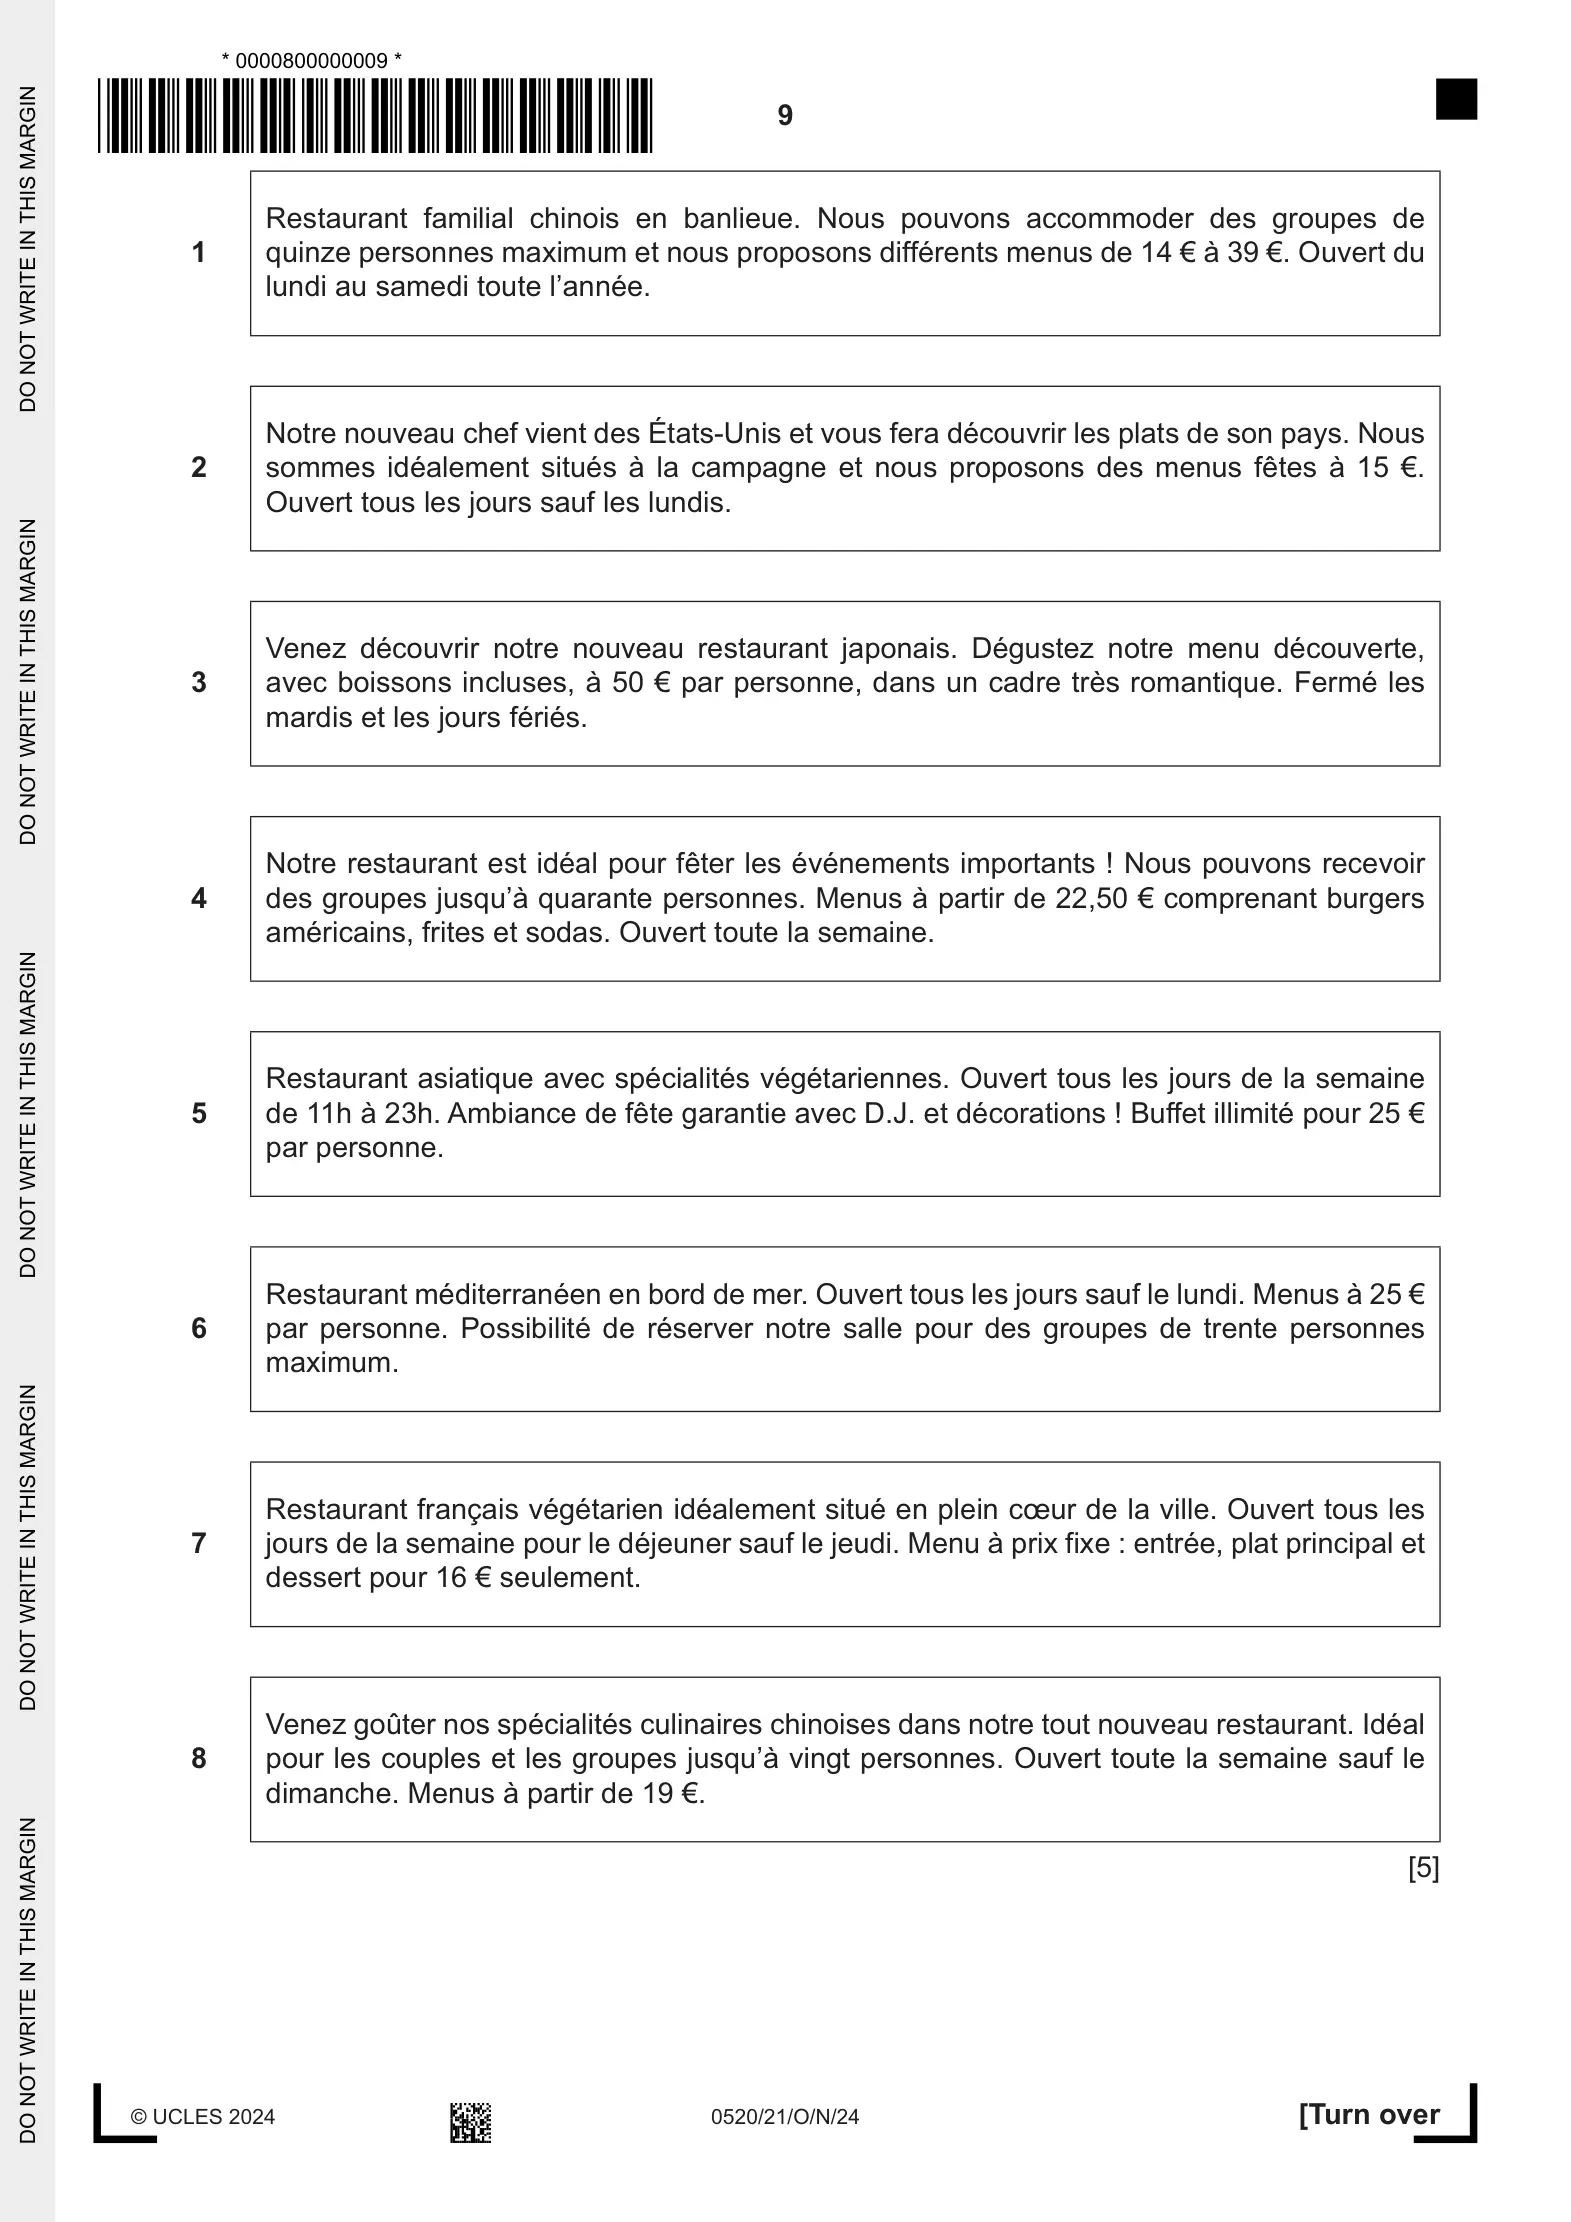 * 0000800000009 *
9
DO NOT WRITE IN THIS MARGIN
DO NOT WRITE IN THIS MARGIN
DO NOT WRITE IN THIS MARGIN
DO NOT WRITE IN THIS MARGIN
DO NOT WRITE IN THIS MARGIN
1
Restaurant familial chinois en banlieue. Nous pouvons accommoder des groupes de
quinze personnes maximum et nous proposons différents menus de 14 € à 39 €. Ouvert du
lundi au samedi toute l’année.
2
Notre nouveau chef vient des États-Unis et vous fera découvrir les plats de son pays. Nous
sommes idéalement situés à la campagne et nous proposons des menus fêtes à 15 €.
Ouvert tous les jours sauf les lundis.
3
Venez découvrir notre nouveau restaurant japonais. Dégustez notre menu découverte,
avec boissons incluses, à 50 € par personne, dans un cadre très romantique. Fermé les
mardis et les jours fériés.
4
Notre restaurant est idéal pour fêter les événements importants ! Nous pouvons recevoir
des groupes jusqu’à quarante personnes. Menus à partir de 22,50 € comprenant burgers
américains, frites et sodas. Ouvert toute la semaine.
5
Restaurant asiatique avec spécialités végétariennes. Ouvert tous les jours de la semaine
de 11h à 23h. Ambiance de fête garantie avec D.J. et décorations ! Buffet illimité pour 25 €
par personne.
6
Restaurant méditerranéen en bord de mer. Ouvert tous les jours sauf le lundi. Menus à 25 €
par personne. Possibilité de réserver notre salle pour des groupes de trente personnes
maximum.
7
Restaurant français végétarien idéalement situé en plein cœur de la ville. Ouvert tous les
jours de la semaine pour le déjeuner sauf le jeudi. Menu à prix fixe : entrée, plat principal et
dessert pour 16 € seulement.
8
Venez goûter nos spécialités culinaires chinoises dans notre tout nouveau restaurant. Idéal
pour les couples et les groupes jusqu’à vingt personnes. Ouvert toute la semaine sauf le
dimanche. Menus à partir de 19 €.
[5]
© UCLES 2024
0520/21/O/N/24
[Turn over